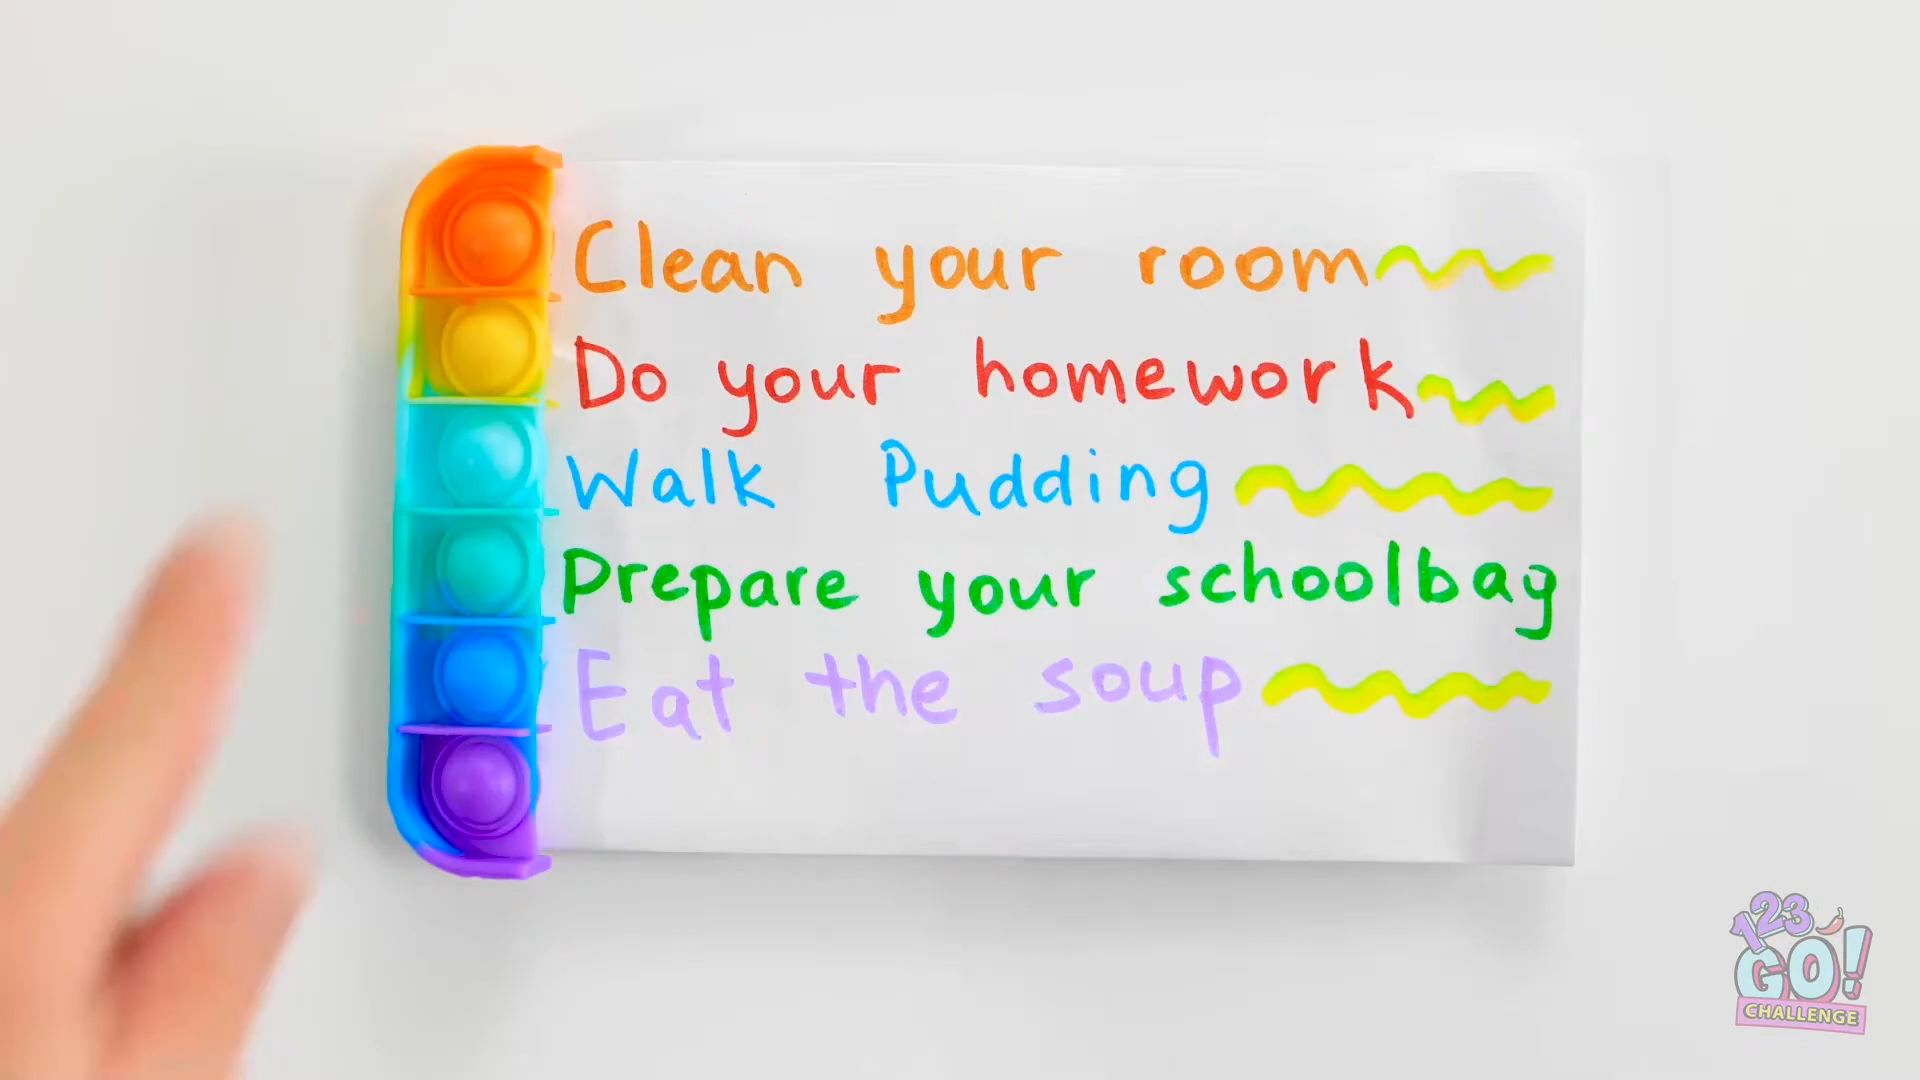 Clean your room
Do your homework
Walk Pudding
Prepare your schoolbag
Eat the soup
123
GO!
CHALLENGE